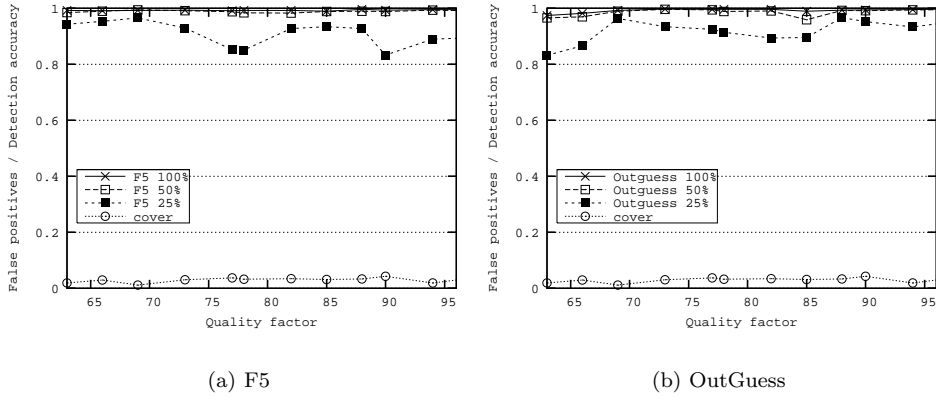 False positives / Detection accuracy
1
0.8
0.6
0.4
0.2
0
F5 100%
F5 50%
F5 25%
cover
65 70 75 80 85 90 95
Quality factor
(a) F5
False positives / Detection accuracy
1
0.8
0.6
0.4
0.2
0
Outguess 100%
Outguess 50%
Outguess 25%
cover
65 70 75 80 85 90 95
Quality factor
(b) OutGuess